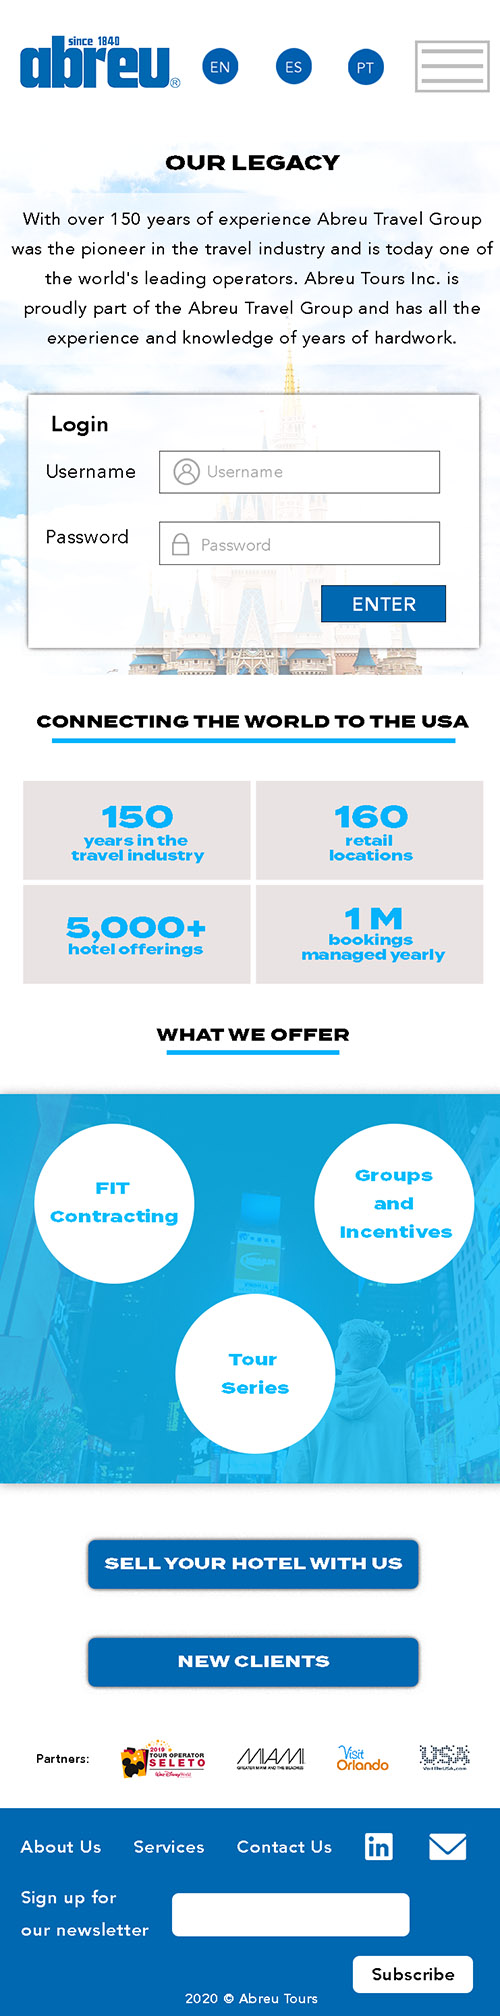 since 1840
abreu®
EN
ES
PT
OUR LEGACY
With over 150 years of experience Abreu Travel Group
was the pioneer in the travel industry and is today one of
the world's leading operators. Abreu Tours Inc. is
proudly part of the Abreu Travel Group and has all the
experience and knowledge of years of hardwork.
Login
Username
Username
Password
Password
ENTER
CONNECTING THE WORLD TO THE USA
150
years in the
travel industry
160
retail
locations
5,000+
hotel offerings
1 M
bookings
managed yearly
WHAT WE OFFER
FIT
Contracting
Groups
and
Incentives
Tour
Series
SELL YOUR HOTEL WITH US
NEW CLIENTS
Partners:
2019
TOUR OPERATOR
SELETO
Walt Disney World
MIAMI
GREATER MIAMI AND THE BEACHES
Visit
Orlando
USA
VisitTheUSA.com
About Us
Services
Contact Us
in
Sign up for
our newsletter
Subscribe
2020 © Abreu Tours